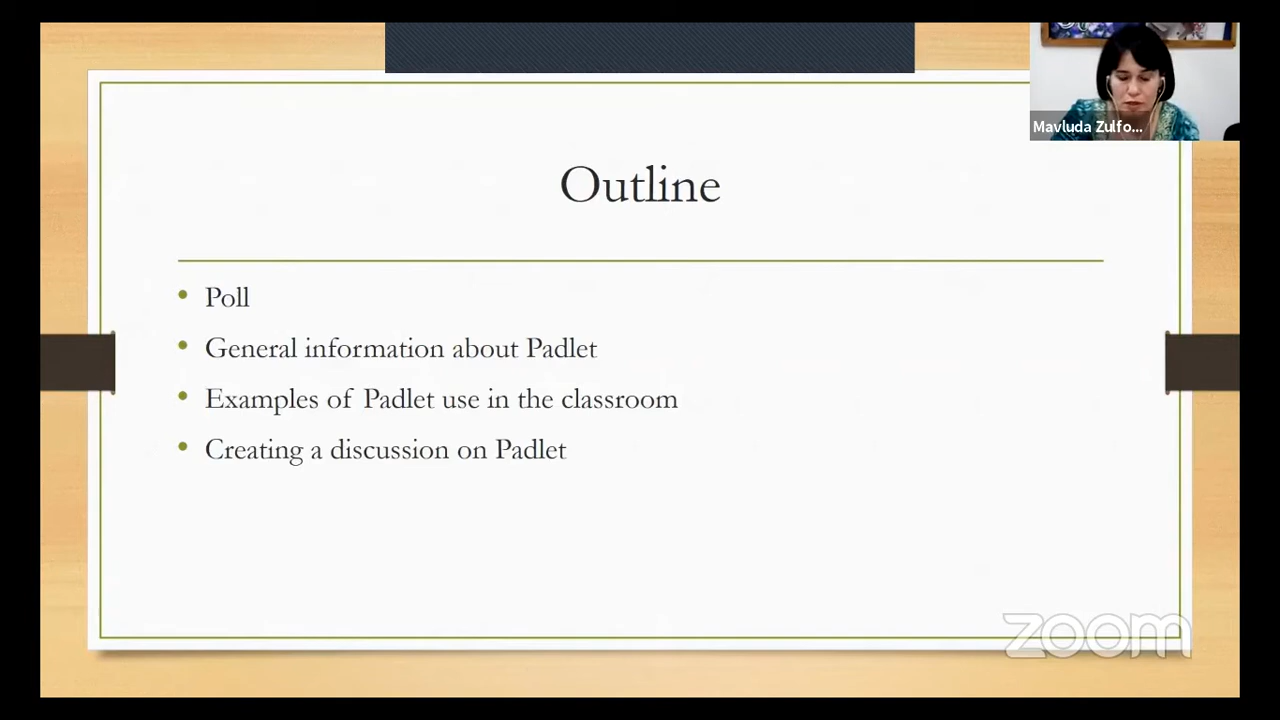 Mavluda Zulfo...
Outline
• Poll
• General information about Padlet
• Examples of Padlet use in the classroom
• Creating a discussion on Padlet
zoom